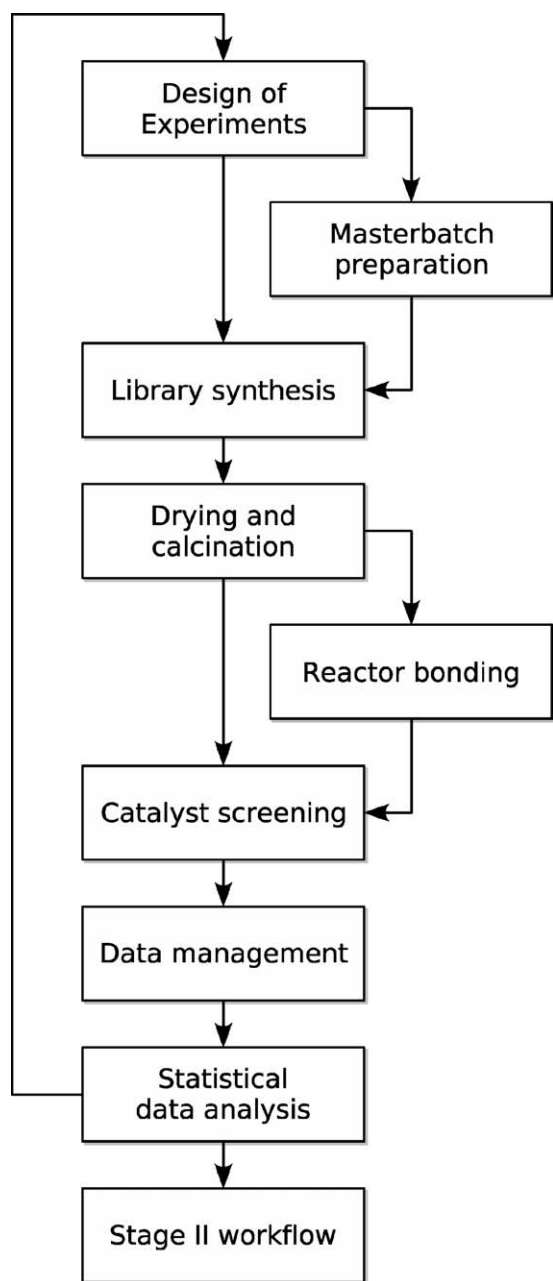 Design of
Experiments
Masterbatch
preparation
Library synthesis
Drying and
calcination
Reactor bonding
Catalyst screening
Data management
Statistical
data analysis
Stage II workflow